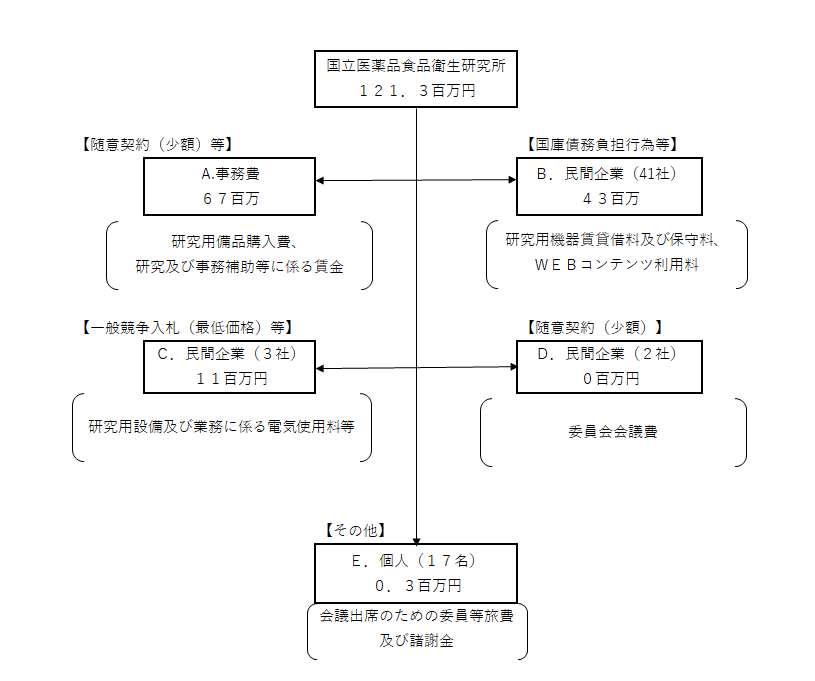 国立医薬品食品衛生研究所
１２１．３百万円
【随意契約（少額）等】
A.事務費
６７百万
研究用備品購入費、
研究及び事務補助等に係る賃金
【国庫債務負担行為等】
Ｂ．民間企業（41社）
４３百万
研究用機器賃貸借料及び保守料、
ＷＥＢコンテンツ利用料
【一般競争入札（最低価格）等】
Ｃ．民間企業（３社）
１１百万円
研究用設備及び業務に係る電気使用料等
【随意契約（少額）】
Ｄ．民間企業（２社）
０百万円
委員会会議費
【その他】
Ｅ．個人（１７名）
０．３百万円
会議出席のための委員等旅費
及び諸謝金